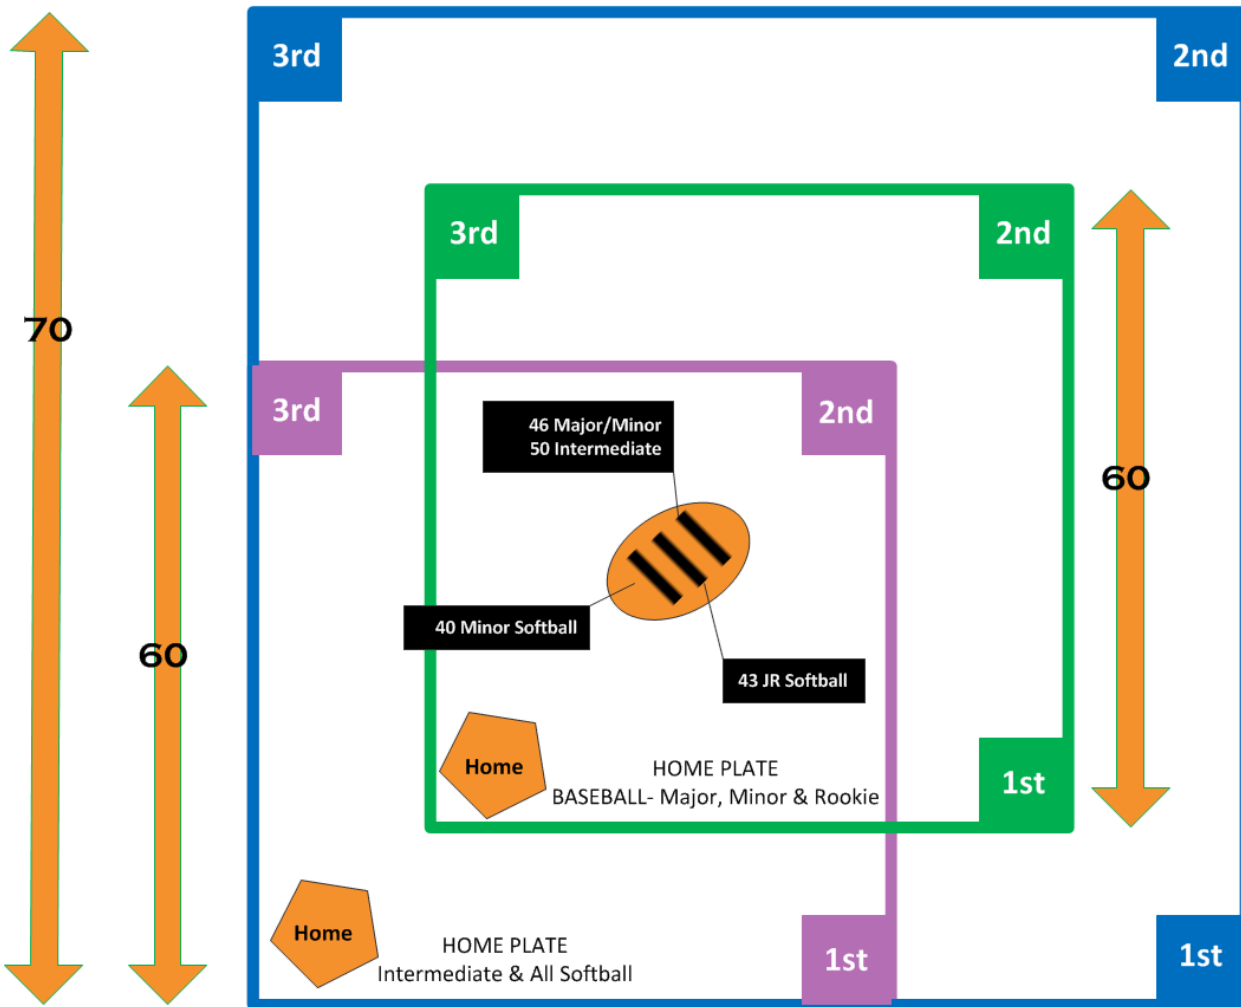 3rd
2nd
3rd
2nd
70
3rd
46 Major/Minor
50 Intermediate
2nd
60
40 Minor Softball
60
43 JR Softball
Home
HOME PLATE
BASEBALL- Major, Minor & Rookie
1st
Home
HOME PLATE
Intermediate & All Softball
1st
1st